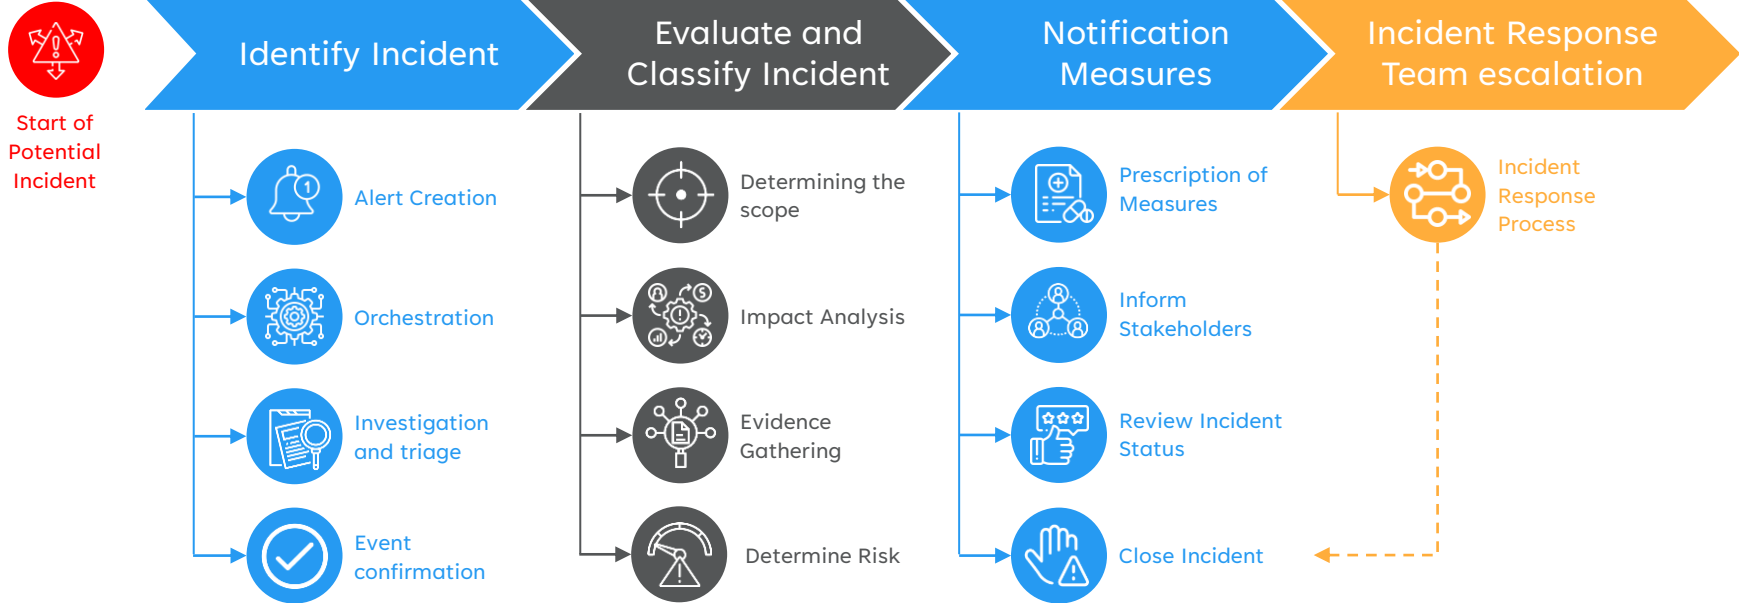 Start of
Potential
Incident
Identify Incident
Alert Creation
1
Orchestration
Investigation
and triage
Event
confirmation
Evaluate and
Classify Incident
Determining the
scope
Impact Analysis
$
Evidence
Gathering
Determine Risk
Notification
Measures
Prescription of
Measures
Inform
Stakeholders
Review Incident
Status
Close Incident
Incident Response
Team escalation
Incident
Response
Process